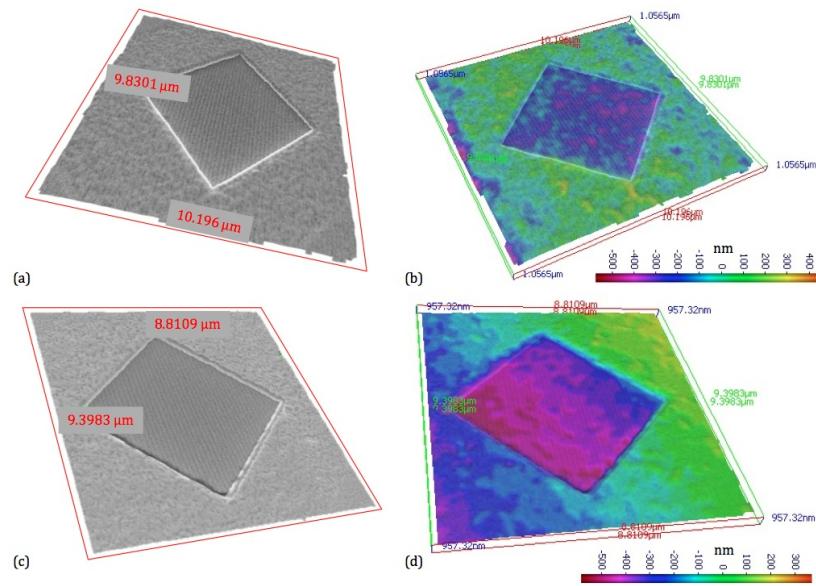 9.8301 µm
10.196 µm
(a)
1.0565µm
10.196µm
1.0565µm
9.8301µm
9.8301µm
1.0565µm
10.196µm
10.196µm
1.0565µm
nm
-500 -400 -300 -200 -100 0 100 200 300 400
(b)
8.8109 µm
9.3983 µm
(c)
957.32nm
8.8109µm
8.8109µm
957.32nm
9.3983µm
9.3983µm
9.3983µm
9.3983µm
957.32nm
8.8109µm
8.8109µm
957.32nm
nm
-500 -400 -300 -200 -100 0 100 200 300
(d)